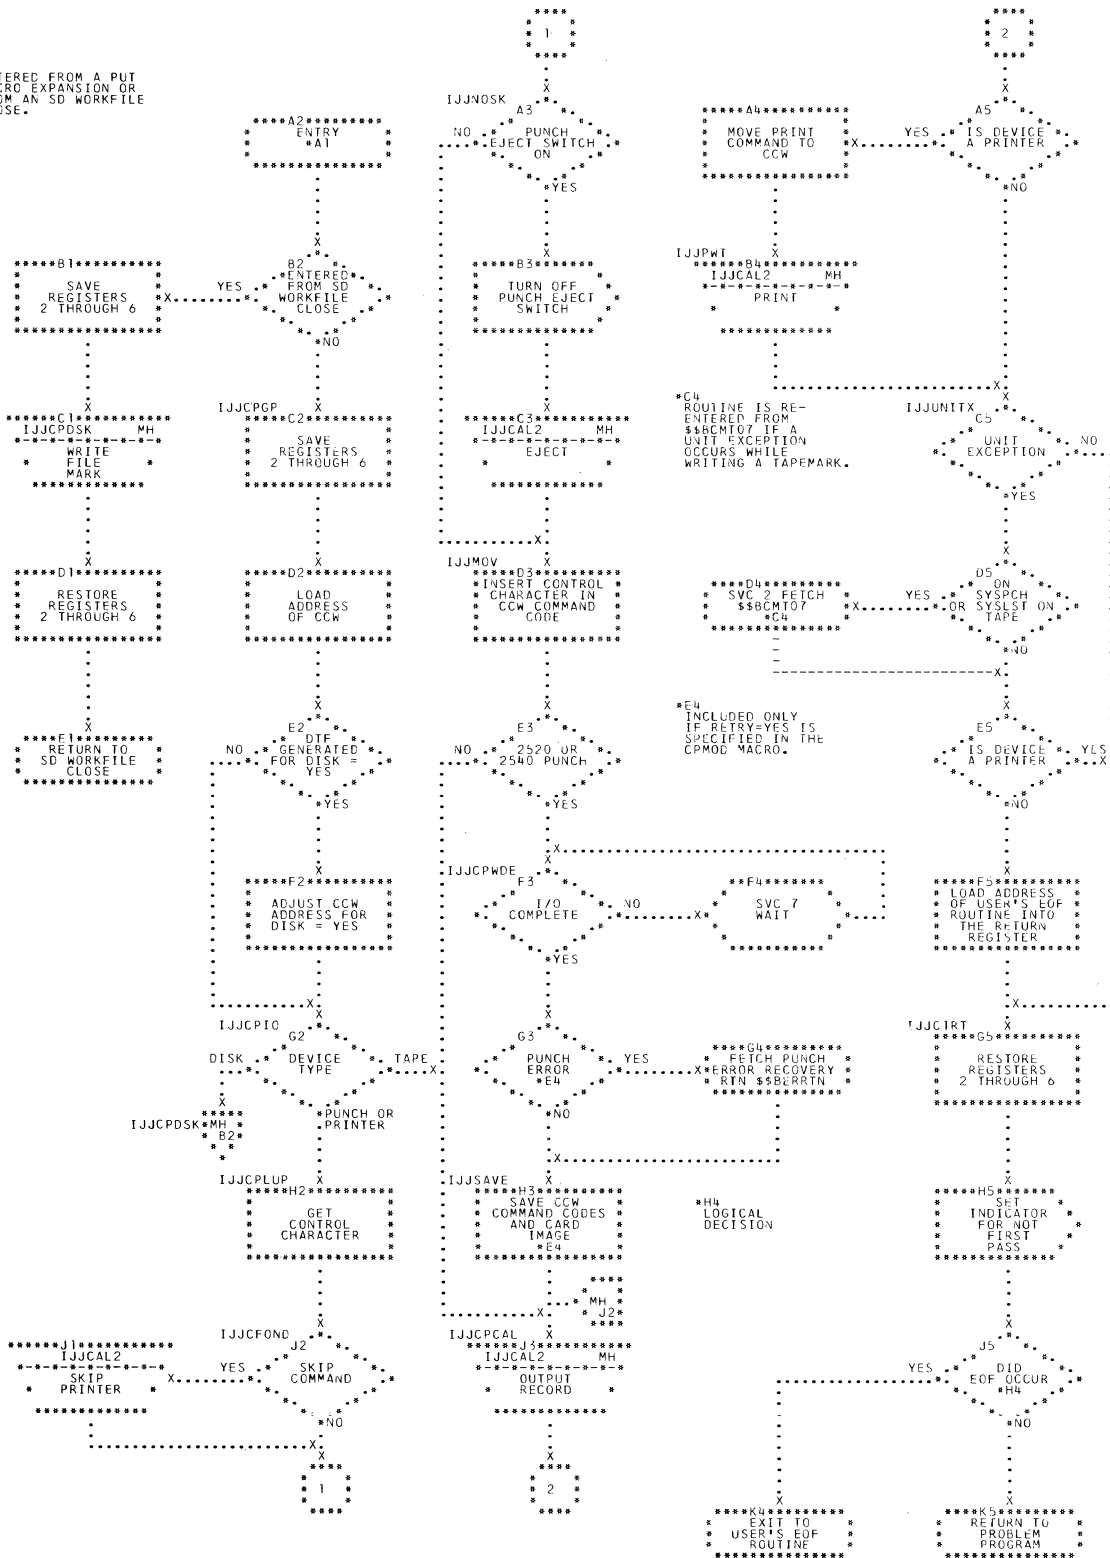 1
2
TERED FROM A PUT
CRO EXPANSION OR
OM AN SD WORKFILE
OSE.
A2
ENTRY
*A1
IJJNOSK
A3
PUNCH
EJECT SWITCH
ON
NO
YES
A4
MOVE PRINT
COMMAND TO
CCW
A5
IS DEVICE
A PRINTER
YES
NO
B1
SAVE
REGISTERS
2 THROUGH 6
B2
ENTERED
FROM SD
WORKFILE
CLOSE
YES
NO
B3
TURN OFF
PUNCH EJECT
SWITCH
IJJPWT
B4
IJJCAL2 MH
PRINT
C1
IJJCPDSK MH
WRITE
FILE
MARK
IJJCPGP
C2
SAVE
REGISTERS
2 THROUGH 6
C3
IJJCAL2 MH
EJECT
*C4
ROUTINE IS RE-
ENTERED FROM
$$BCMT07 IF A
UNIT EXCEPTION
OCCURS WHILE
WRITING A TAPEMARK.
IJJUNITX
C5
UNIT
EXCEPTION
NO
YES
D1
RESTORE
REGISTERS
2 THROUGH 6
D2
LOAD
ADDRESS
OF CCW
IJJMOV
D3
INSERT CONTROL
CHARACTER IN
CCW COMMAND
CODE
D4
SVC 2 FETCH
$$BCMT07
*C4
D5
ON
SYSPCH
OR SYSLST ON
TAPE
YES
NO
E1
RETURN TO
SD WORKFILE
CLOSE
E2
DTF
GENERATED
FOR DISK =
YES
NO
YES
E3
2520 OR
2540 PUNCH
NO
YES
*E4
INCLUDED ONLY
IF RETRY=YES IS
SPECIFIED IN THE
CPMOD MACRO.
E5
IS DEVICE
A PRINTER
YES
NO
F2
ADJUST CCW
ADDRESS FOR
DISK = YES
IJJCPWDE
F3
I/O
COMPLETE
NO
YES
F4
SVC 7
WAIT
F5
LOAD ADDRESS
OF USER'S EOF
ROUTINE INTO
THE RETURN
REGISTER
IJJCPIO
G2
DEVICE
TYPE
DISK
TAPE
PUNCH OR
PRINTER
IJJCPDSK
MH
B2
G3
PUNCH
ERROR
*E4
YES
NO
G4
FETCH PUNCH
ERROR RECOVERY
RTN $$BERRTN
IJJCIRT
G5
RESTORE
REGISTERS
2 THROUGH 6
IJJCPLUP
H2
GET
CONTROL
CHARACTER
IJJSAVE
H3
SAVE CCW
COMMAND CODES
AND CARD
IMAGE
*E4
*H4
LOGICAL
DECISION
H5
SET
INDICATOR
FOR NOT
FIRST
PASS
MH
J2
J1
IJJCAL2
SKIP
PRINTER
IJJCFOND
J2
SKIP
COMMAND
YES
NO
IJJCPCAL
J3
IJJCAL2 MH
OUTPUT
RECORD
J5
DID
EOF OCCUR
*H4
YES
NO
1
2
K4
EXIT TO
USER'S EOF
ROUTINE
K5
RETURN TO
PROBLEM
PROGRAM